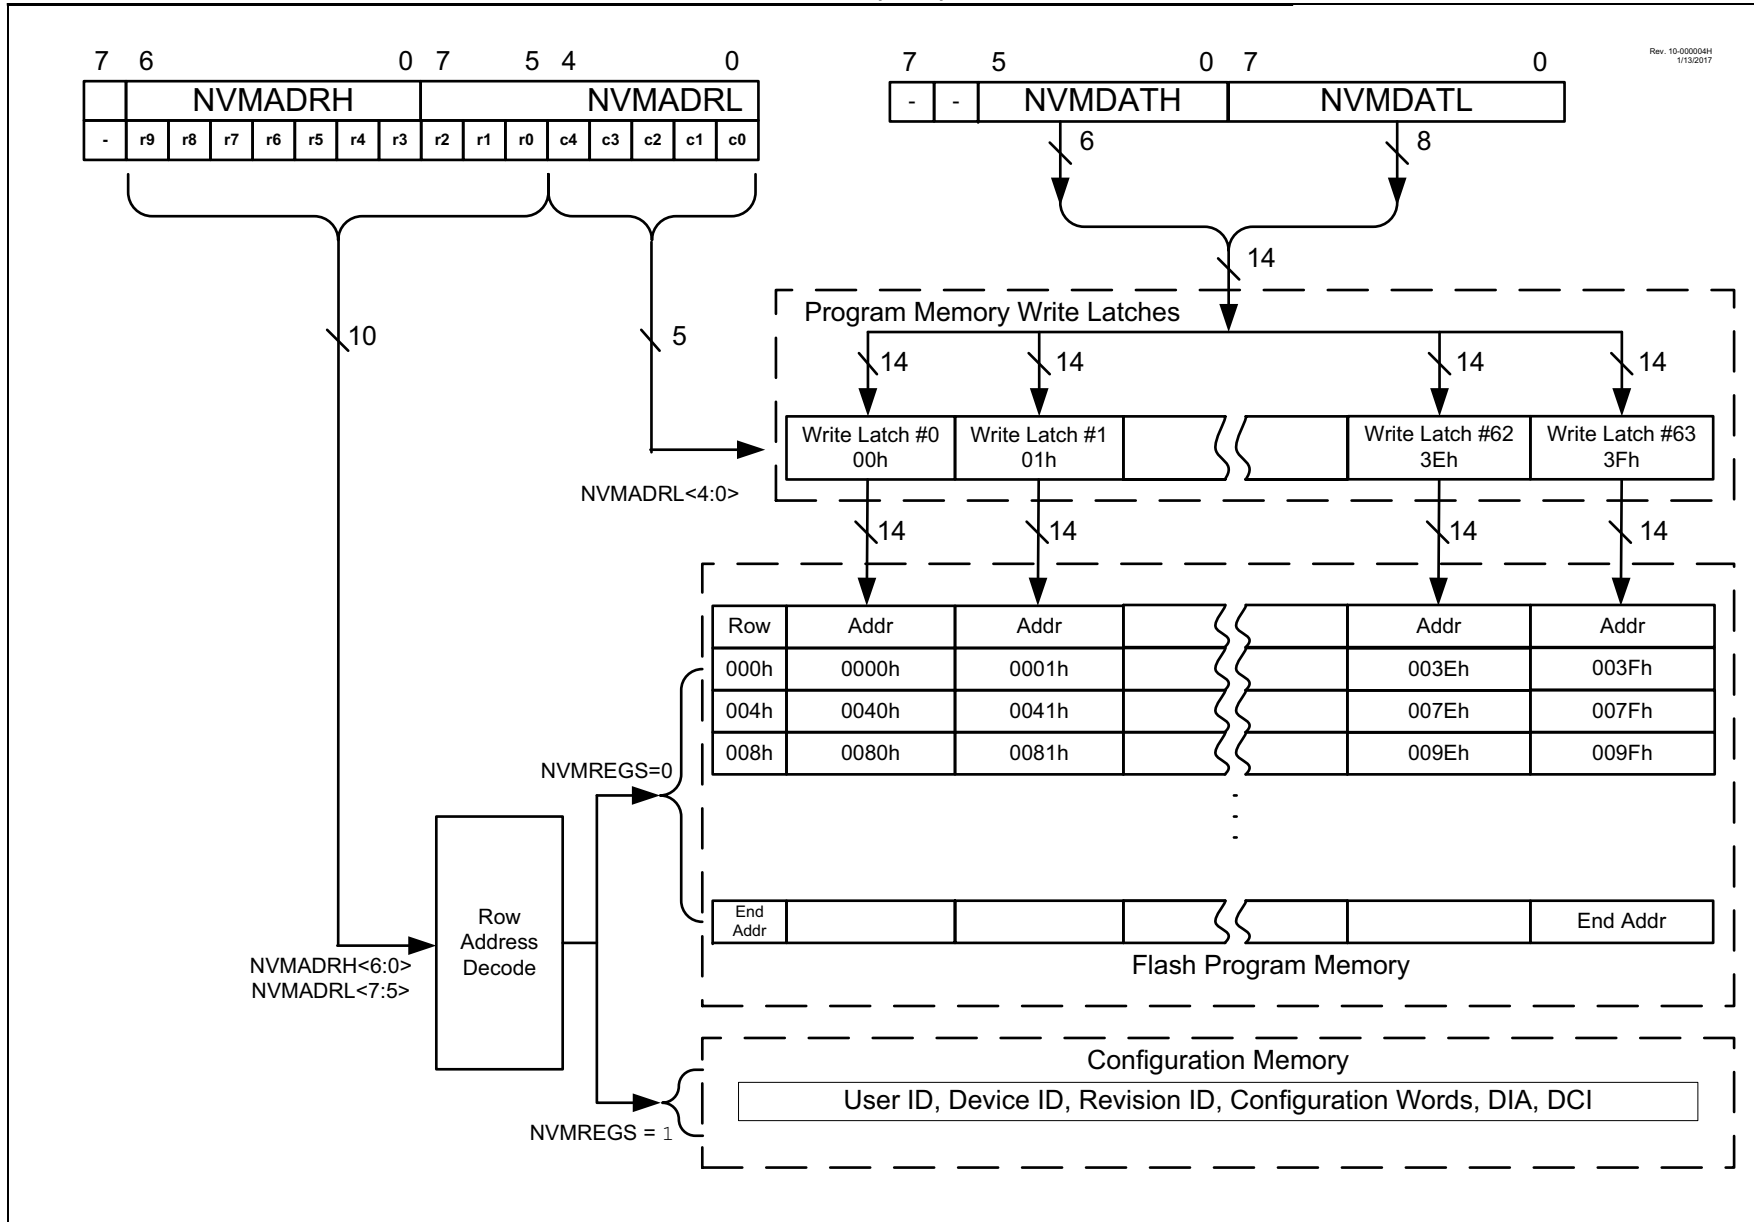 7 6 0 7 5 4 0
7 5 0 7 0
Rev. 10-000004H
1/13/2017
NVMADRH NVMADRL
- - NVMDATH NVMDATL
- r9 r8 r7 r6 r5 r4 r3 r2 r1 r0 c4 c3 c2 c1 c0
6 8
14
Program Memory Write Latches
10 5
14 14 14 14
Write Latch #0 Write Latch #1 Write Latch #62 Write Latch #63
00h 01h 3Eh 3Fh
NVMADRL<4:0>
14 14 14 14
Row Addr Addr Addr Addr
000h 0000h 0001h 003Eh 003Fh
004h 0040h 0041h 007Eh 007Fh
008h 0080h 0081h 009Eh 009Fh
NVMREGS=0
End
Addr
End Addr
Row
Address
Decode
NVMADRH<6:0>
NVMADRL<7:5>
Flash Program Memory
Configuration Memory
User ID, Device ID, Revision ID, Configuration Words, DIA, DCI
NVMREGS = 1